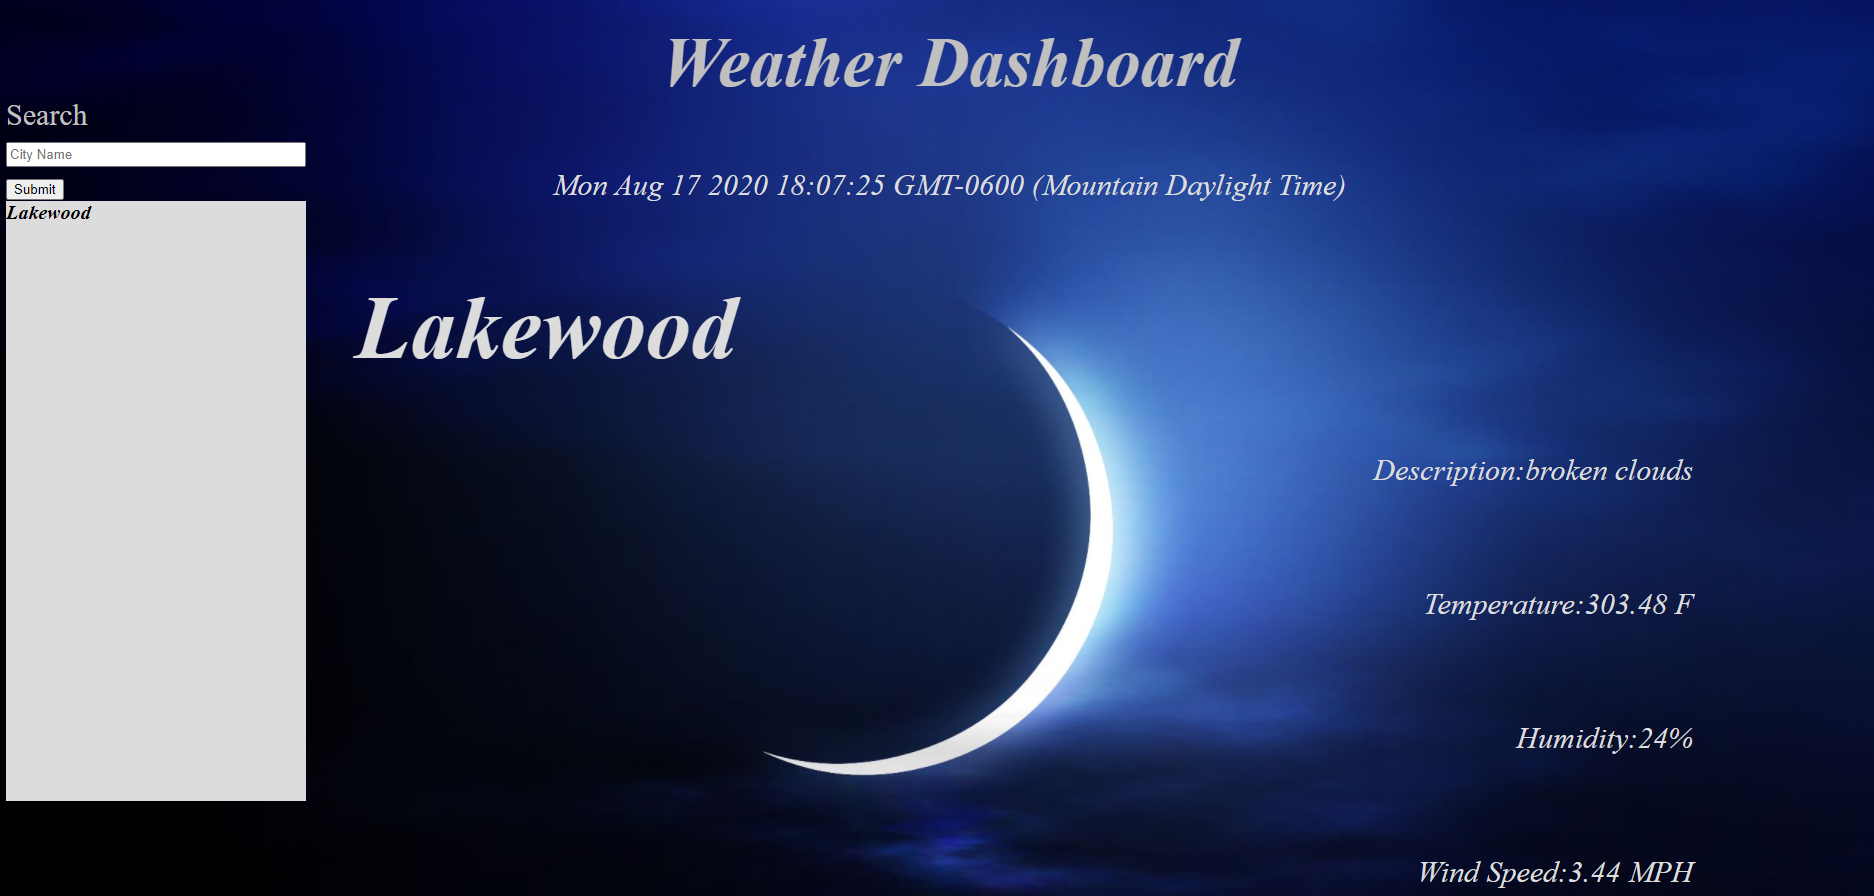 Weather Dashboard
Search
City Name
Submit
Lakewood
Mon Aug 17 2020 18:07:25 GMT-0600 (Mountain Daylight Time)
Lakewood
Description:broken clouds
Temperature:303.48 F
Humidity:24%
Wind Speed:3.44 MPH